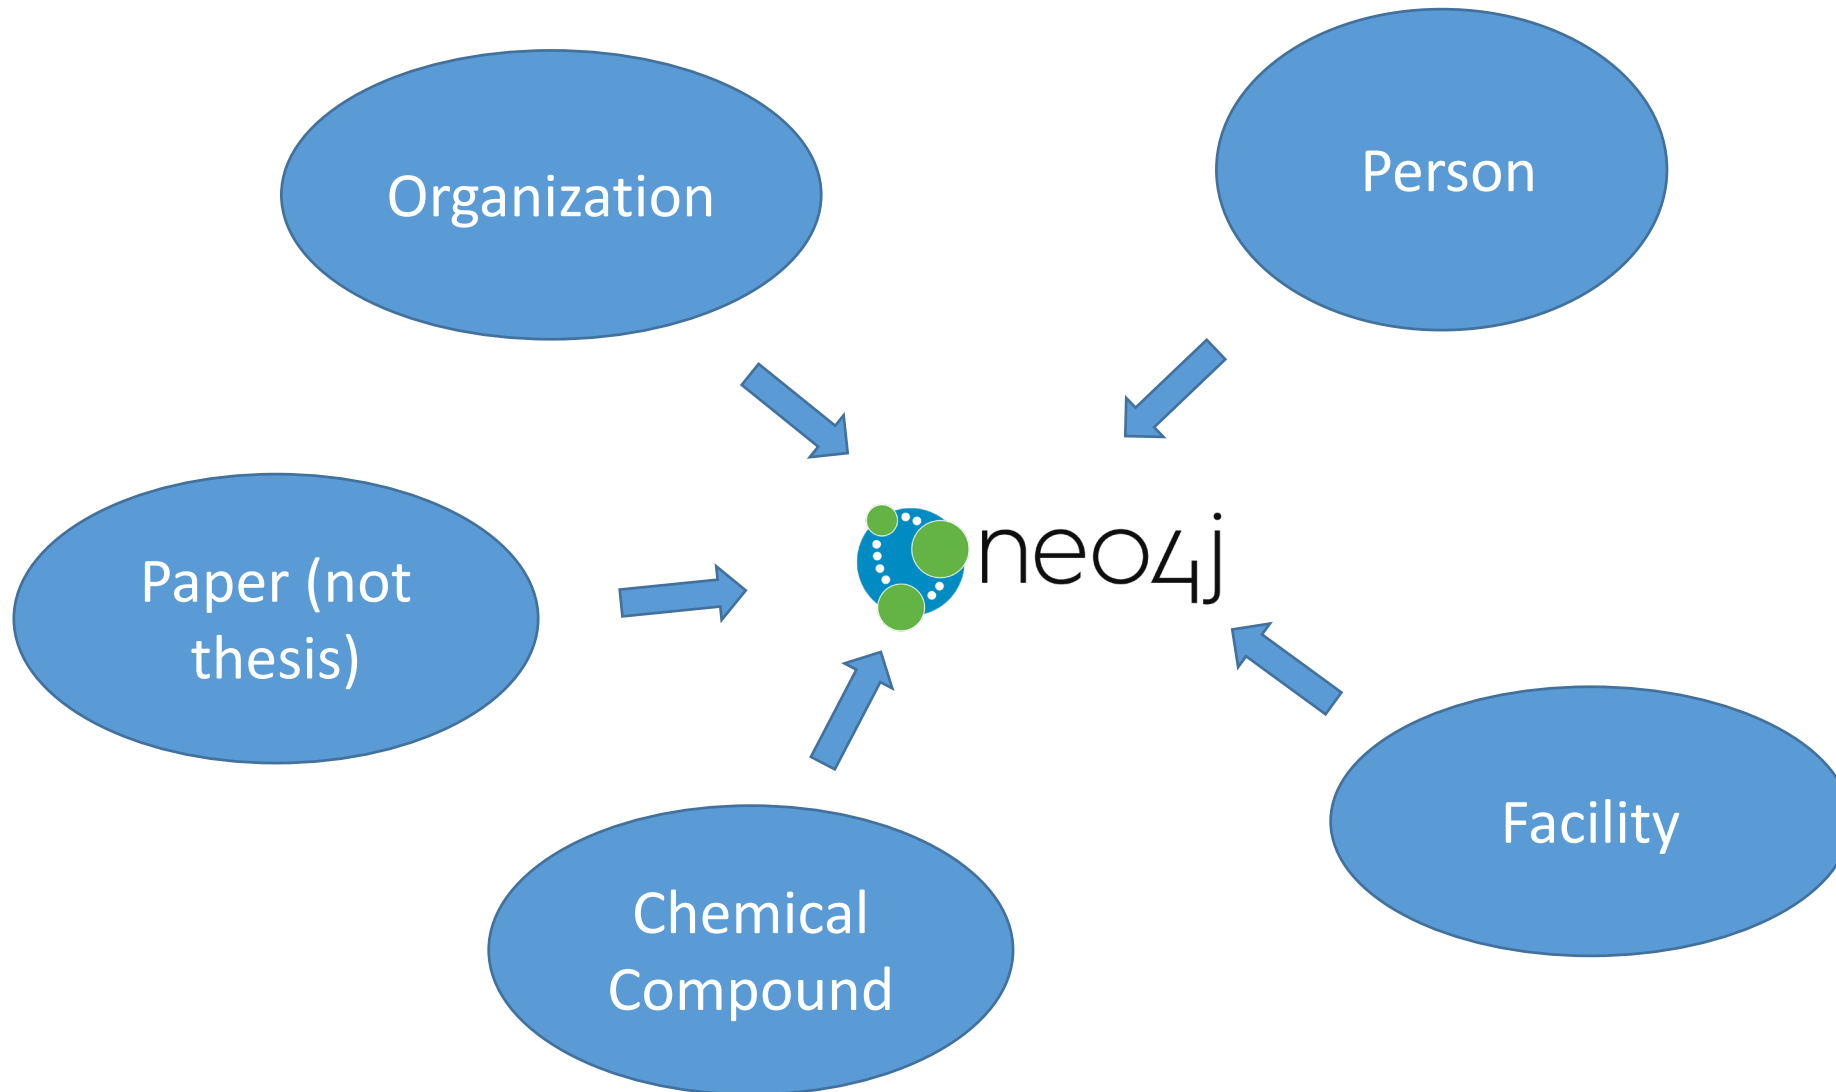 Organization
Person
Paper (not
thesis)
neo4j
Chemical
Compound
Facility